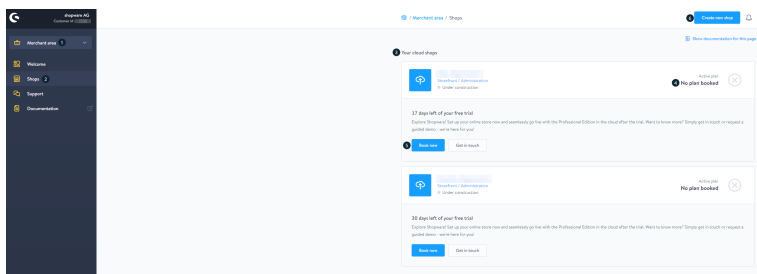 shopware AG
Customer Id
Merchant area 1
Welcome
Shops 2
Support
Documentation
/ Merchant area / Shops
6 Create new shop
Show documentation for this page
3 Your cloud shops
Storefront / Administration
Under construction
Active plan
4 No plan booked
17 days left of your free trial
Explore Shopware! Set up your online store now and seamlessly go live with the Professional Edition in the cloud after the trial. Want to know more? Simply get in touch or request a
guided demo - we're here for you!
5 Book now Get in touch
Storefront / Administration
Under construction
Active plan
No plan booked
30 days left of your free trial
Explore Shopware! Set up your online store now and seamlessly go live with the Professional Edition in the cloud after the trial. Want to know more? Simply get in touch or request a
guided demo - we're here for you!
Book now Get in touch